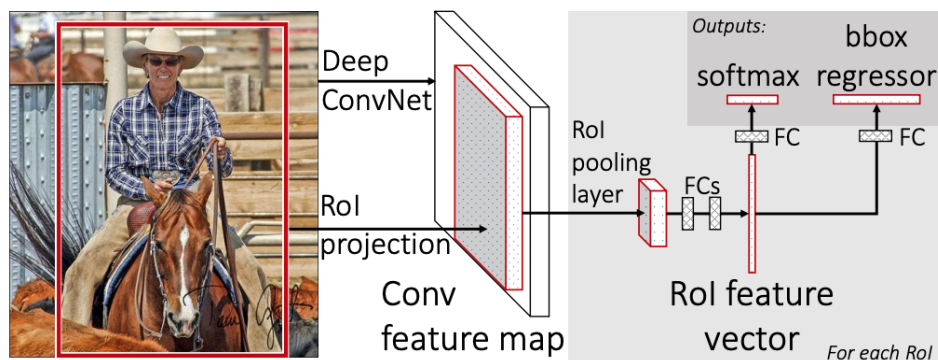 Deep
ConvNet
RoI
projection
Conv
feature map
RoI
pooling
layer
FCs
RoI feature
vector
For each RoI
Outputs:
softmax
bbox
regressor
FC
FC